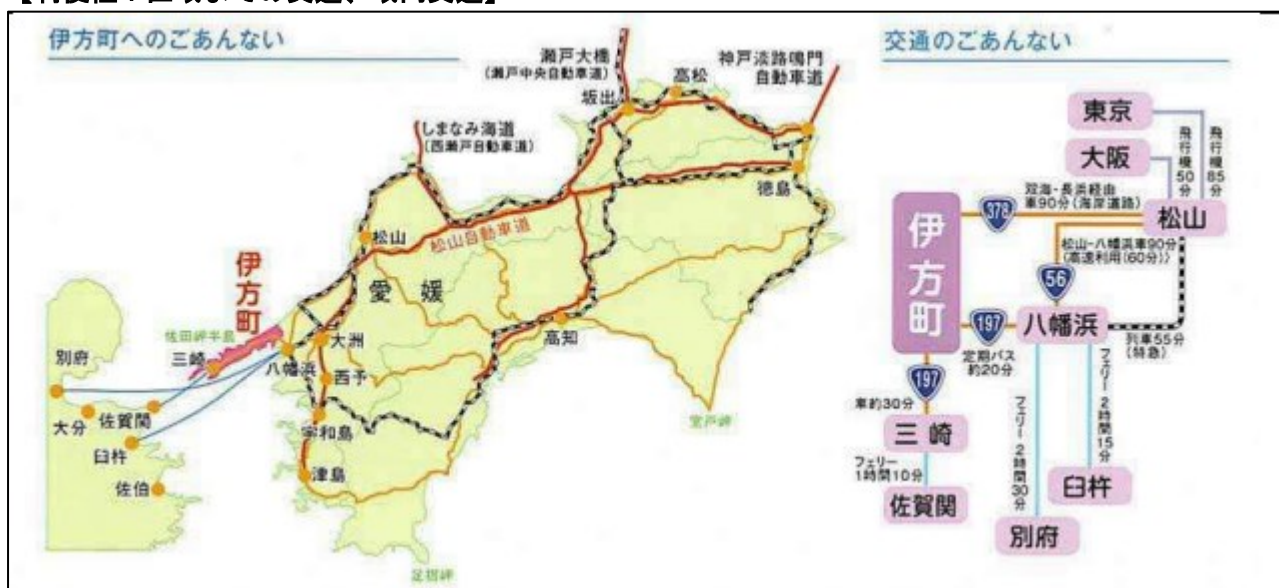 伊方町へのごあんない
瀬戸大橋
(瀬戸中央自動車道)
高松
神戸淡路鳴門
自動車道
坂出
しまなみ海道
(西瀬戸自動車道)
徳島
松山
松山自動車道
伊方町
愛媛
佐田岬半島
三崎
八幡浜
大洲
高知
別府
西予
大分
佐賀関
臼杵
宇和島
室戸岬
佐伯
津島
足摺岬
交通のごあんない
東京
大阪
飛行機50分
飛行機85分
双海-長浜経由
車90分(海岸道路)
378
松山
伊方町
松山-八幡浜車90分
(高速利用(60分))
56
197
八幡浜
定期バス
約20分
列車55分
(特急)
197
車約30分
三崎
フェリー
1時間10分
佐賀関
フェリー2時間30分
フェリー2時間15分
臼杵
別府